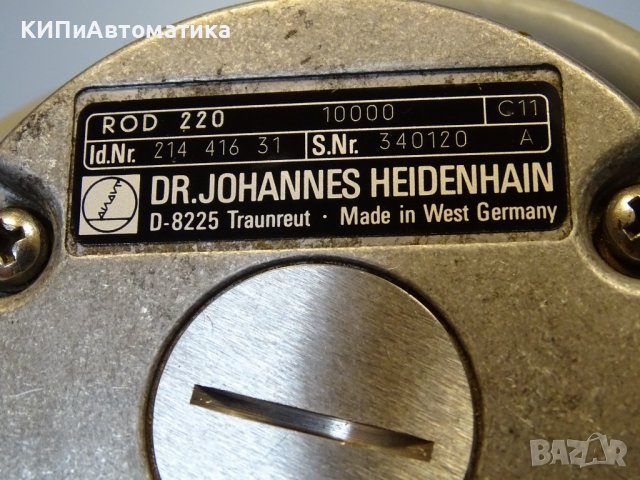 КИПиАвтоматика
ROD 220 10000 C11
Id.Nr. 214 416 31 S.Nr. 340120 A
DR.JOHANNES HEIDENHAIN
D-8225 Traunreut · Made in West Germany
BAZAR